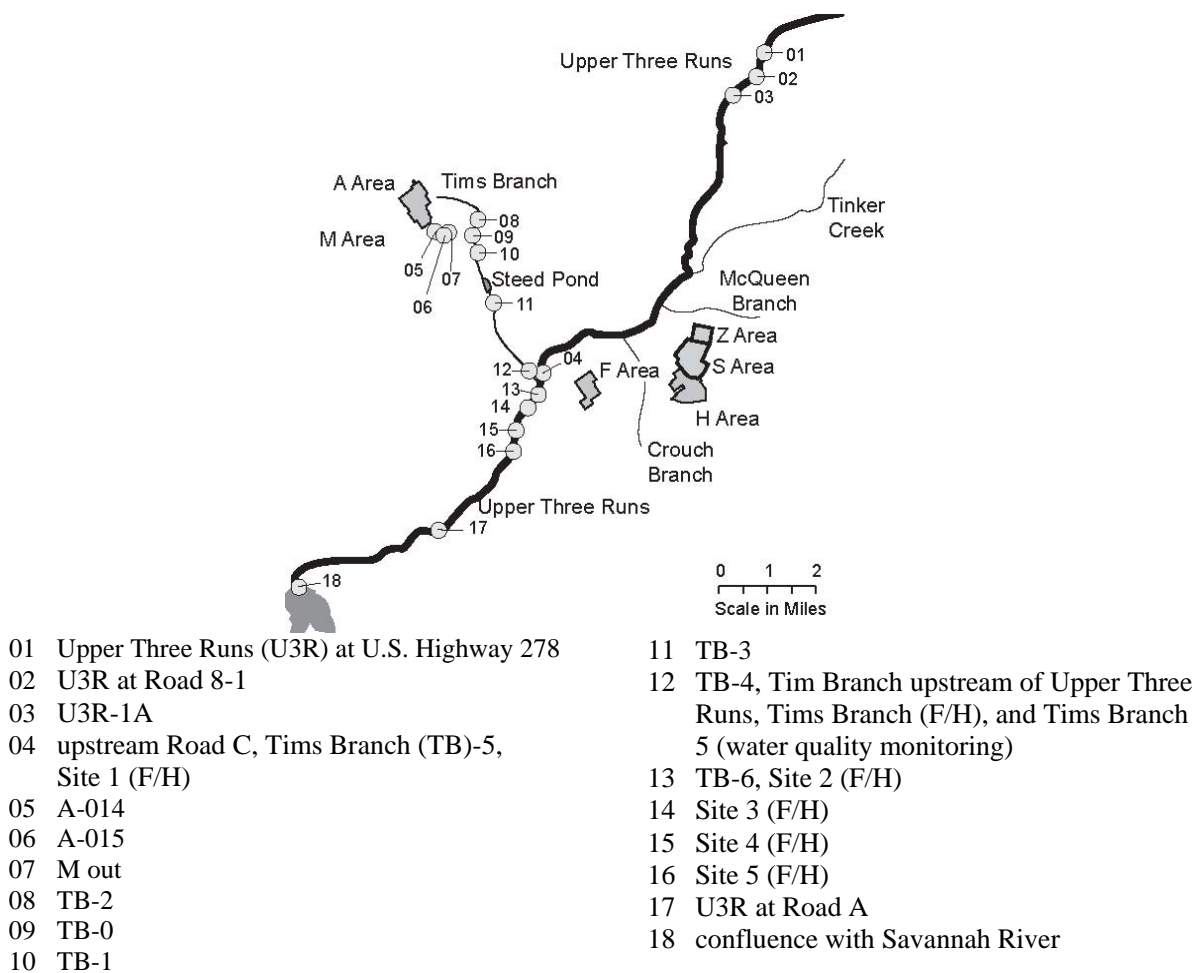 Upper Three Runs
01
02
03
A Area
Tims Branch
08
Tinker
Creek
M Area
09
10
05
07
06
Steed Pond
McQueen
Branch
11
Z Area
12
04
F Area
S Area
13
14
H Area
15
16
Crouch
Branch
Upper Three Runs
17
18
0 1 2
Scale in Miles
01 Upper Three Runs (U3R) at U.S. Highway 278
02 U3R at Road 8-1
03 U3R-1A
04 upstream Road C, Tims Branch (TB)-5,
Site 1 (F/H)
05 A-014
06 A-015
07 M out
08 TB-2
09 TB-0
10 TB-1
11 TB-3
12 TB-4, Tim Branch upstream of Upper Three
Runs, Tims Branch (F/H), and Tims Branch
5 (water quality monitoring)
13 TB-6, Site 2 (F/H)
14 Site 3 (F/H)
15 Site 4 (F/H)
16 Site 5 (F/H)
17 U3R at Road A
18 confluence with Savannah River